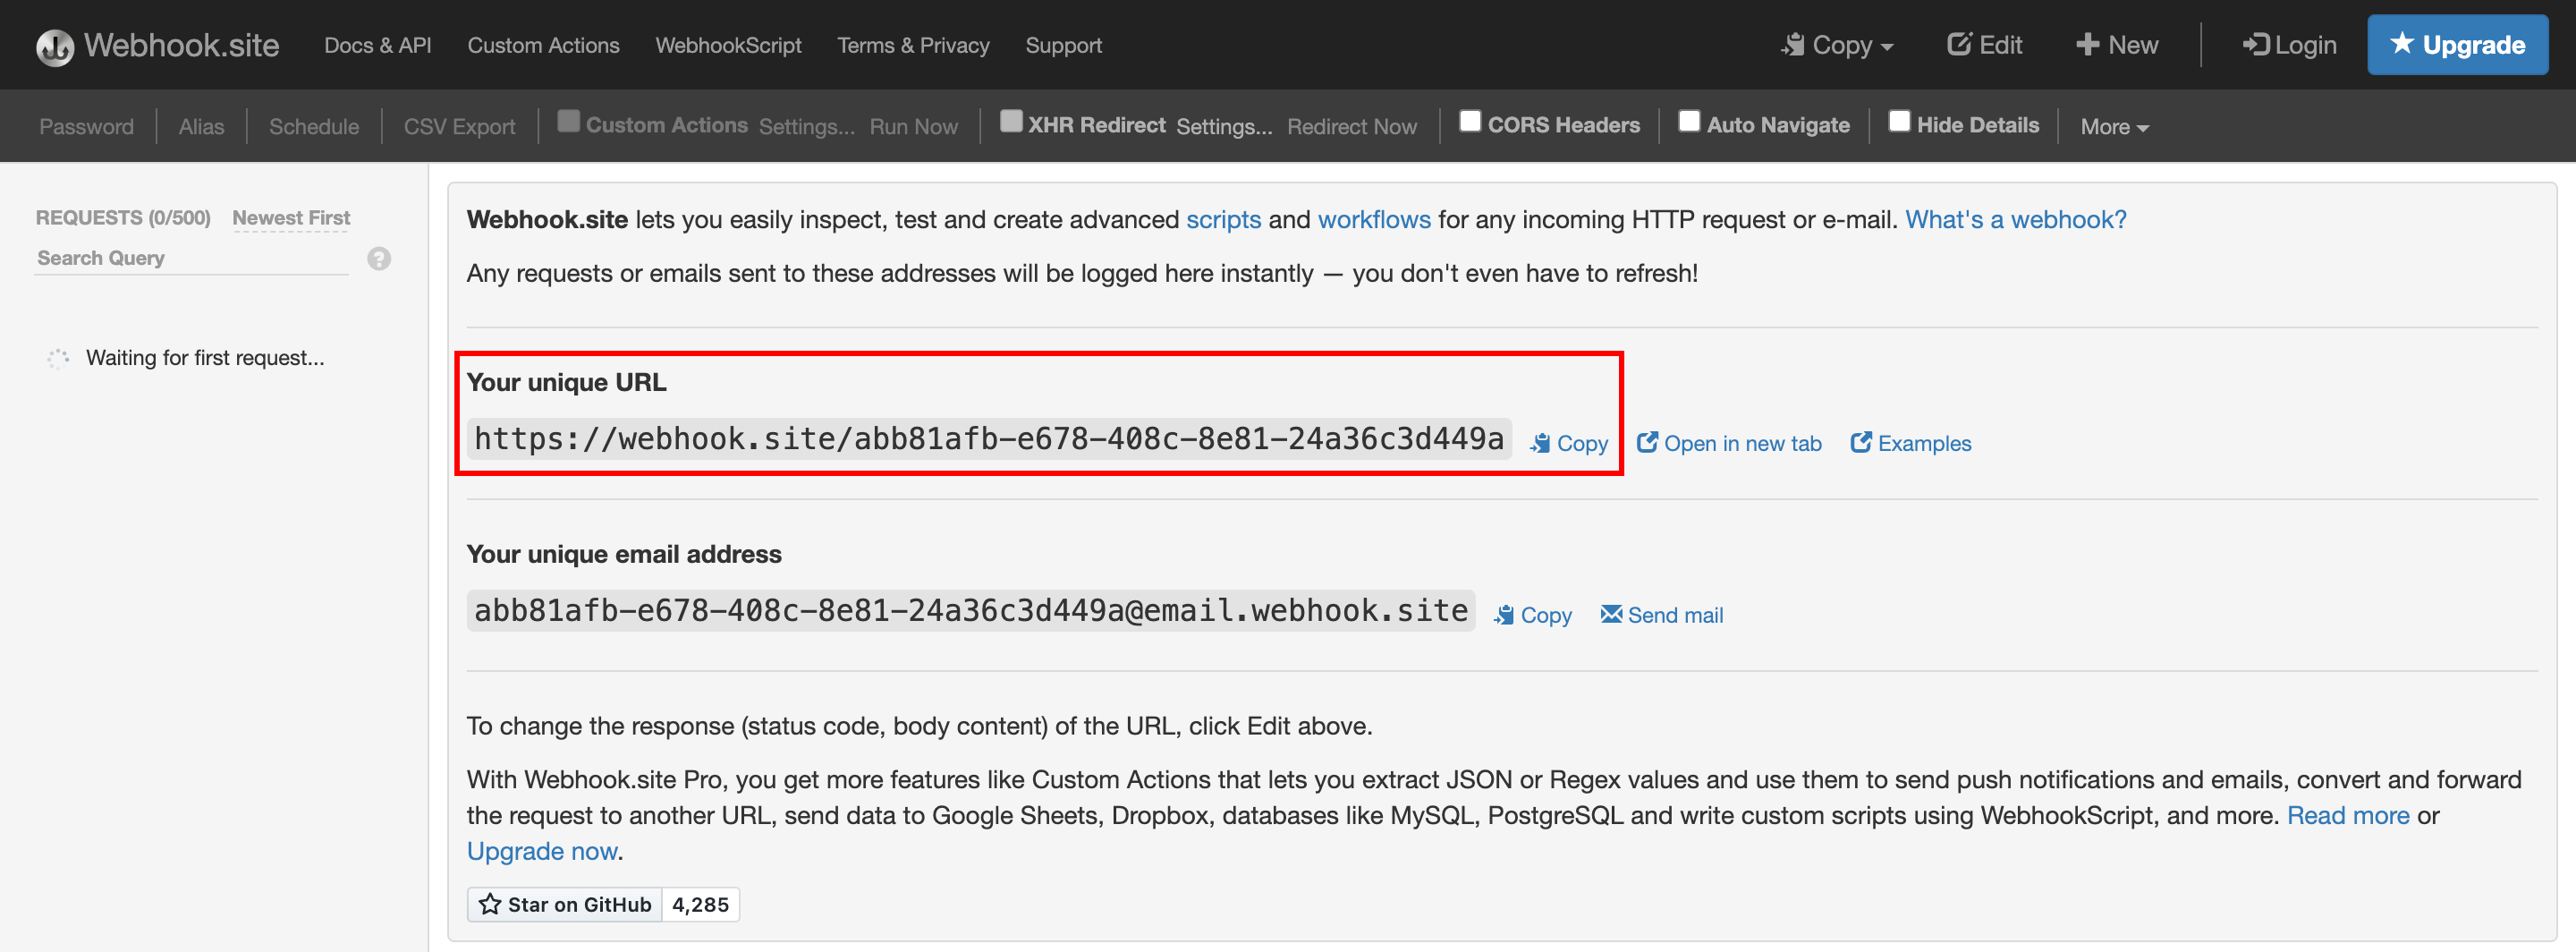 Webhook.site Docs & API Custom Actions WebhookScript Terms & Privacy Support Copy Edit New Login Upgrade
Password Alias Schedule CSV Export Custom Actions Settings... Run Now XHR Redirect Settings... Redirect Now CORS Headers Auto Navigate Hide Details More
REQUESTS (0/500) Newest First
Search Query ?
Waiting for first request...
Webhook.site lets you easily inspect, test and create advanced scripts and workflows for any incoming HTTP request or e-mail. What's a webhook?
Any requests or emails sent to these addresses will be logged here instantly — you don't even have to refresh!
Your unique URL
https://webhook.site/abb81afb-e678-408c-8e81-24a36c3d449a Copy Open in new tab Examples
Your unique email address
abb81afb-e678-408c-8e81-24a36c3d449a@email.webhook.site Copy Send mail
To change the response (status code, body content) of the URL, click Edit above.
With Webhook.site Pro, you get more features like Custom Actions that lets you extract JSON or Regex values and use them to send push notifications and emails, convert and forward
the request to another URL, send data to Google Sheets, Dropbox, databases like MySQL, PostgreSQL and write custom scripts using WebhookScript, and more. Read more or
Upgrade now.
Star on GitHub 4,285